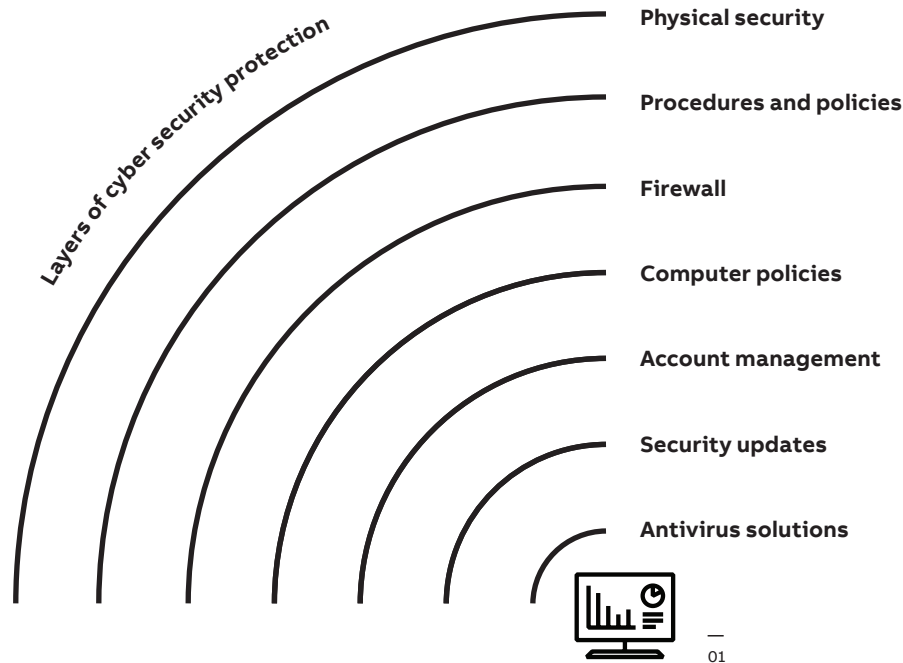 Layers of cyber security protection
Physical security
Procedures and policies
Firewall
Computer policies
Account management
Security updates
Antivirus solutions
—
01